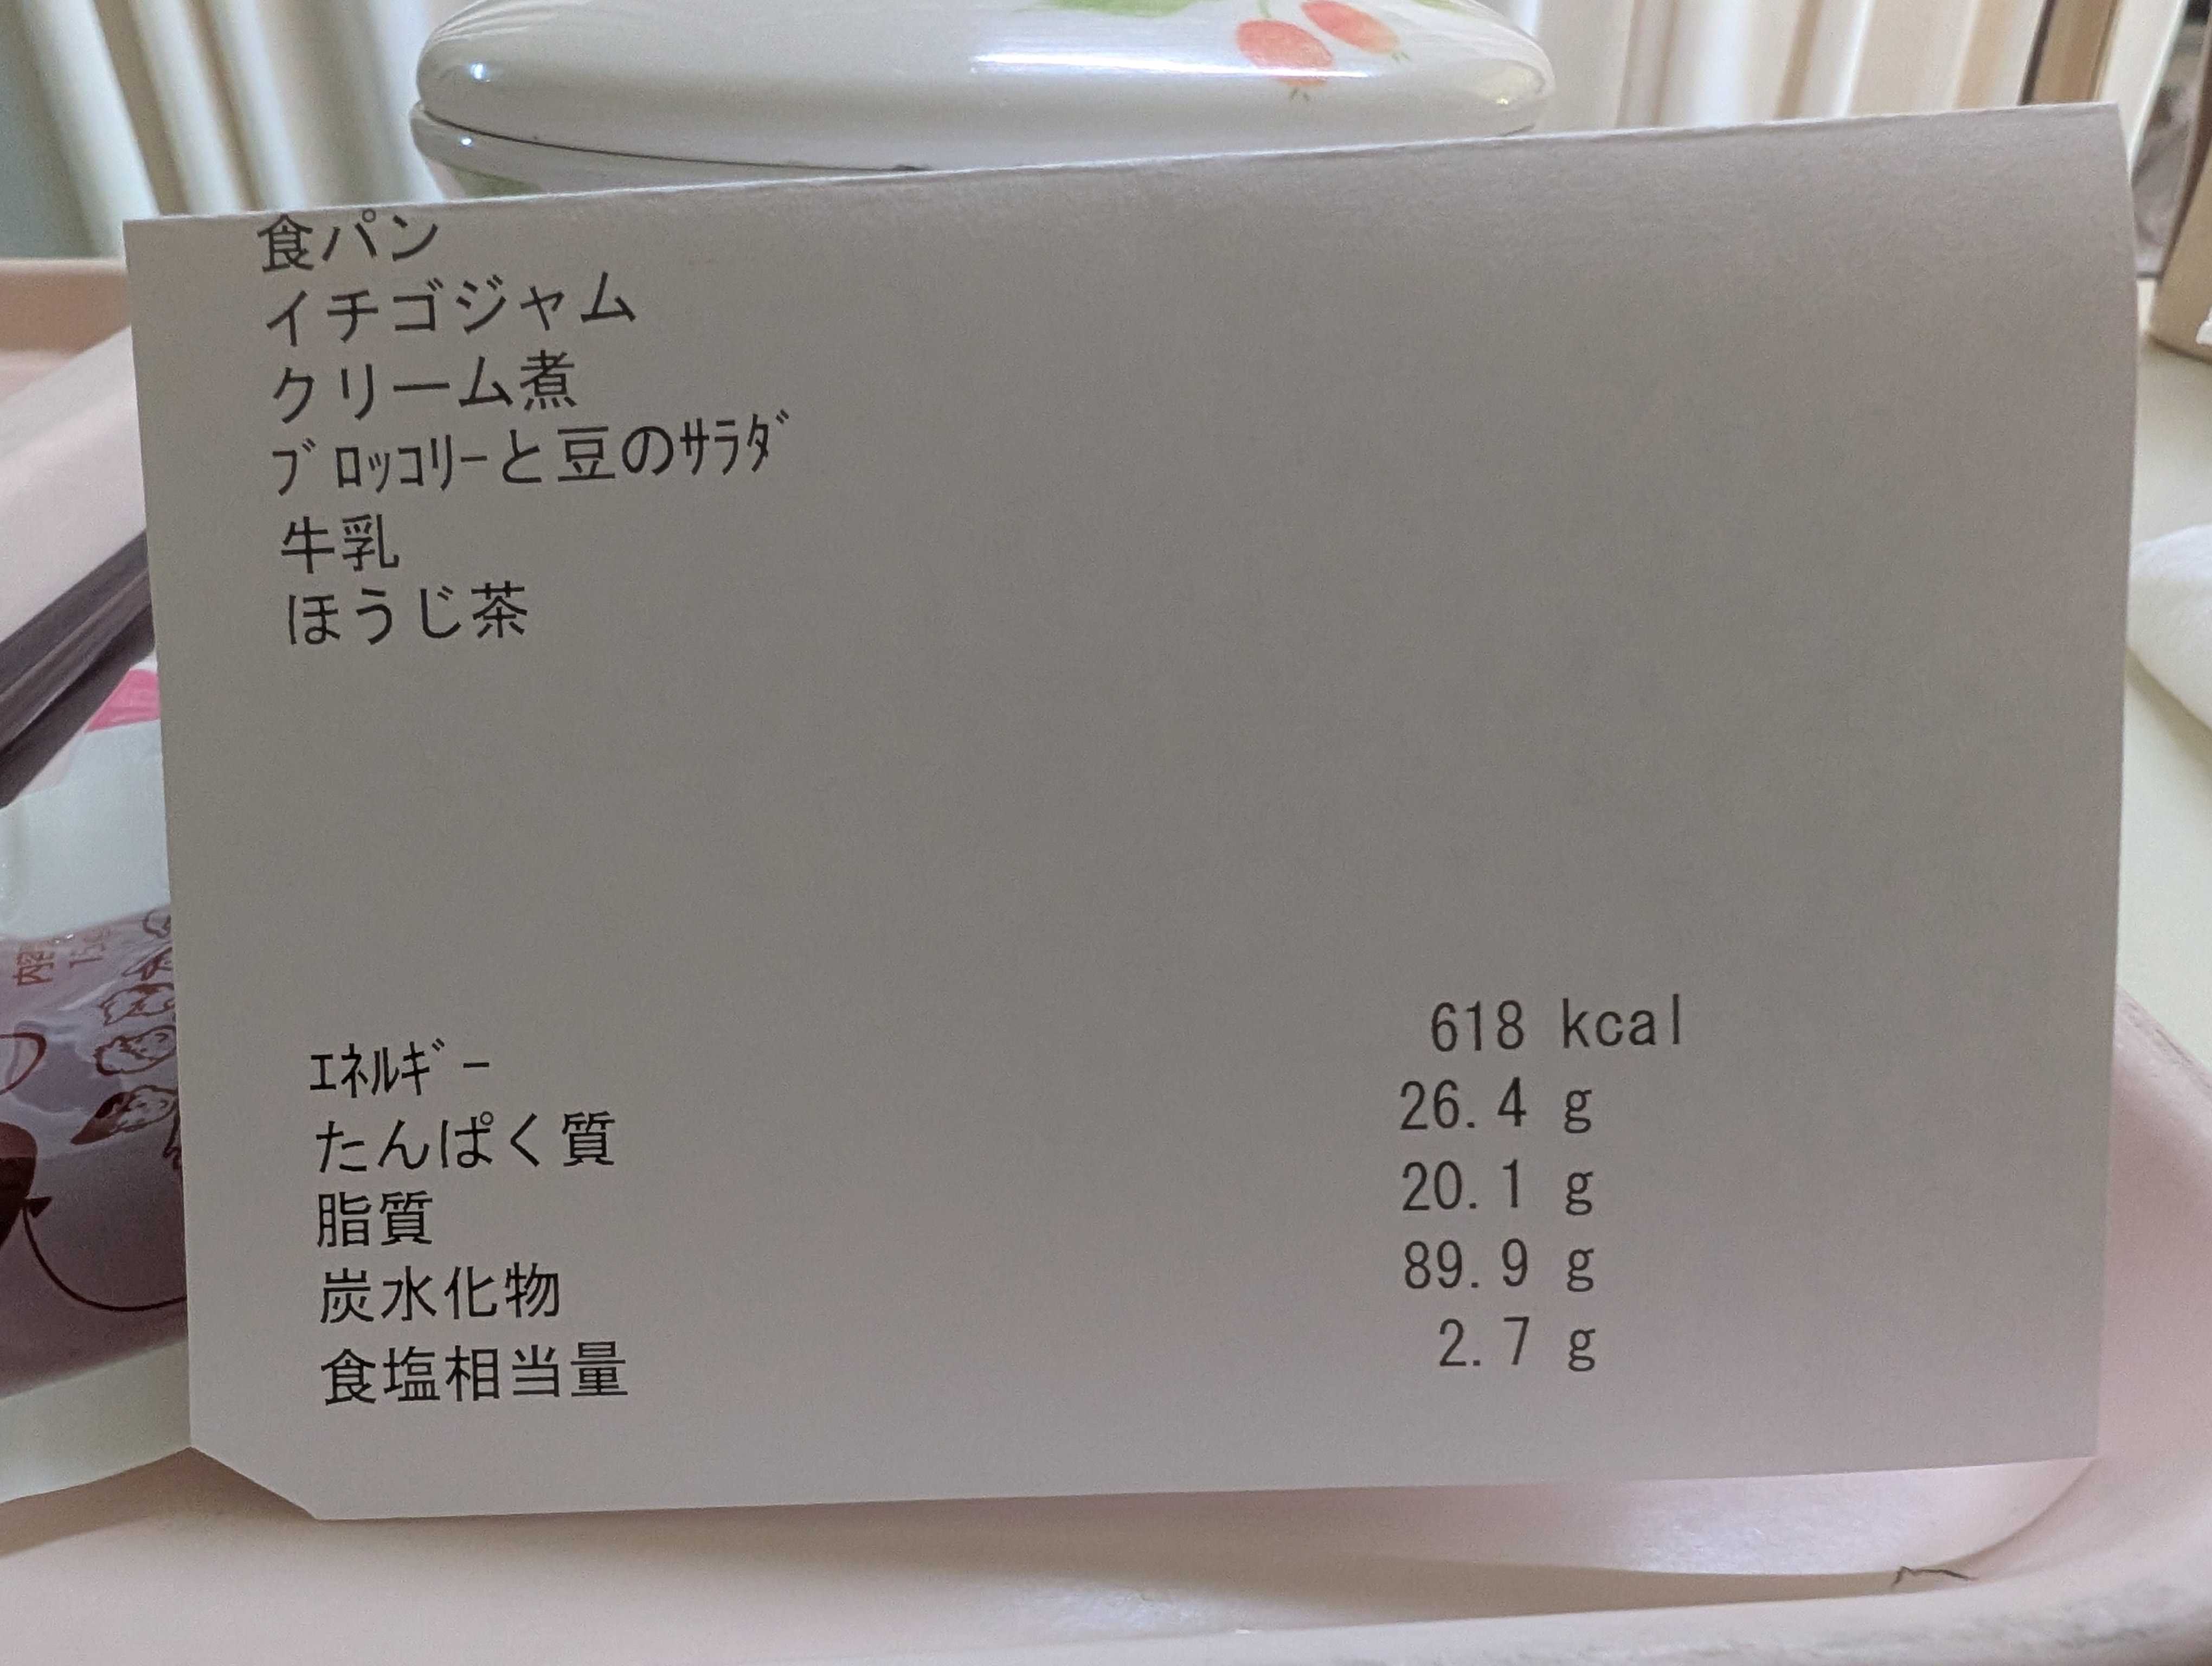 食パン
イチゴジャム
クリーム煮
ﾌﾞﾛｯｺﾘｰと豆のｻﾗﾀﾞ
牛乳
ほうじ茶
ｴﾈﾙｷﾞｰ 618 kcal
たんぱく質 26.4 g
脂質 20.1 g
炭水化物 89.9 g
食塩相当量 2.7 g